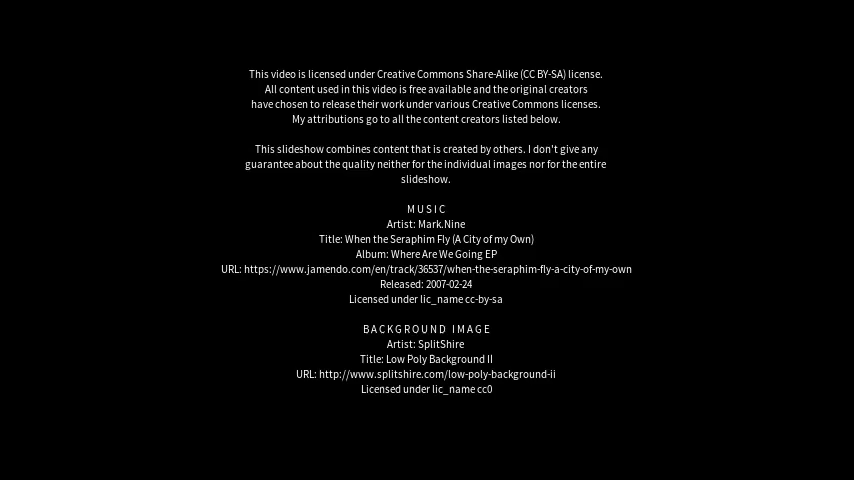 This video is licensed under Creative Commons Share-Alike (CC BY-SA) license.
All content used in this video is free available and the original creators
have chosen to release their work under various Creative Commons licenses.
My attributions go to all the content creators listed below.
This slideshow combines content that is created by others. I don't give any
guarantee about the quality neither for the individual images nor for the entire
slideshow.
MUSIC
Artist: Mark.Nine
Title: When the Seraphim Fly (A City of my Own)
Album: Where Are We Going EP
URL: https://www.jamendo.com/en/track/36537/when-the-seraphim-fly-a-city-of-my-own
Released: 2007-02-24
Licensed under lic_name cc-by-sa
BACKGROUND IMAGE
Artist: SplitShire
Title: Low Poly Background II
URL: http://www.splitshire.com/low-poly-background-ii
Licensed under lic_name cc0